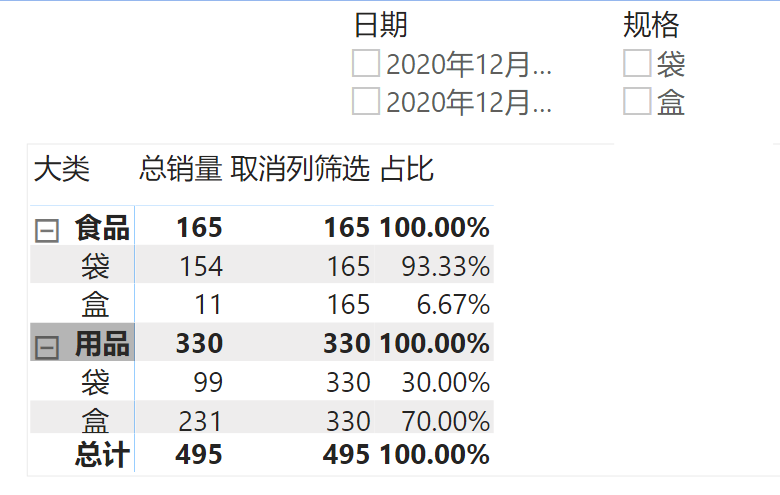 日期 规格
2020年12月... 袋
2020年12月... 盒
大类 总销量 取消列筛选 占比
食品 165 165 100.00%
袋 154 165 93.33%
盒 11 165 6.67%
用品 330 330 100.00%
袋 99 330 30.00%
盒 231 330 70.00%
总计 495 495 100.00%